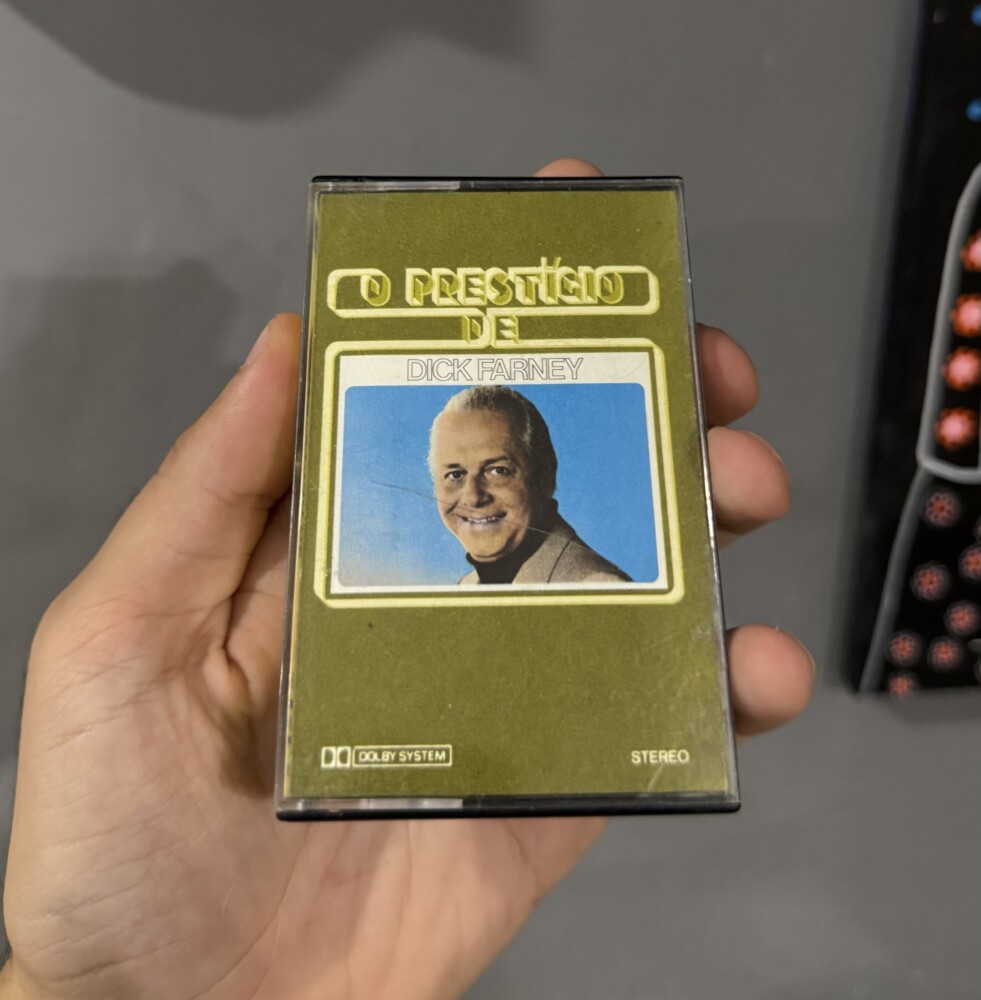 O PRESTÍGIO
DE
DICK FARNEY
DOLBY SYSTEM
STEREO